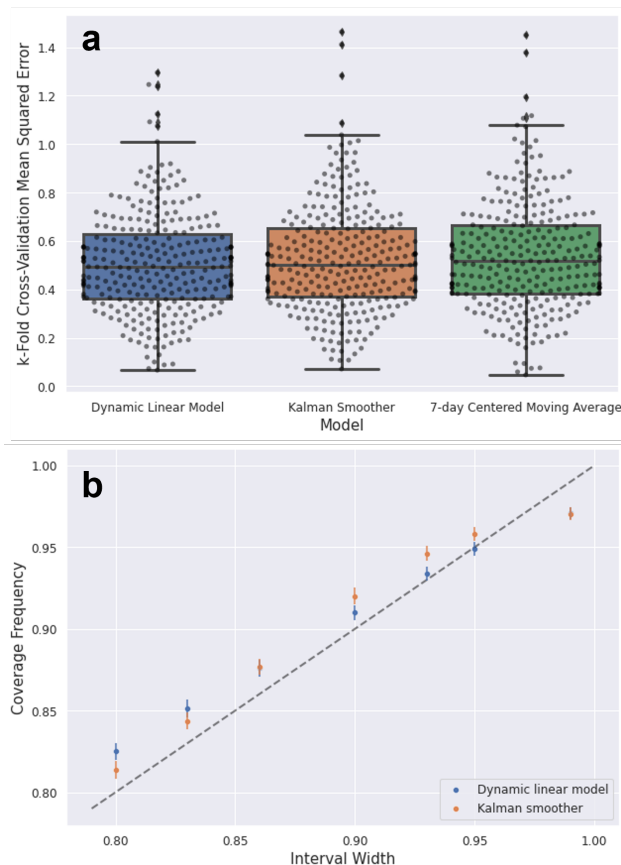 a
k-Fold Cross-Validation Mean Squared Error
1.4
1.2
1.0
0.8
0.6
0.4
0.2
0.0
Dynamic Linear Model Kalman Smoother 7-day Centered Moving Average
Model
b
Coverage Frequency
1.00
0.95
0.90
0.85
0.80
Dynamic linear model
Kalman smoother
0.80 0.85 0.90 0.95 1.00
Interval Width